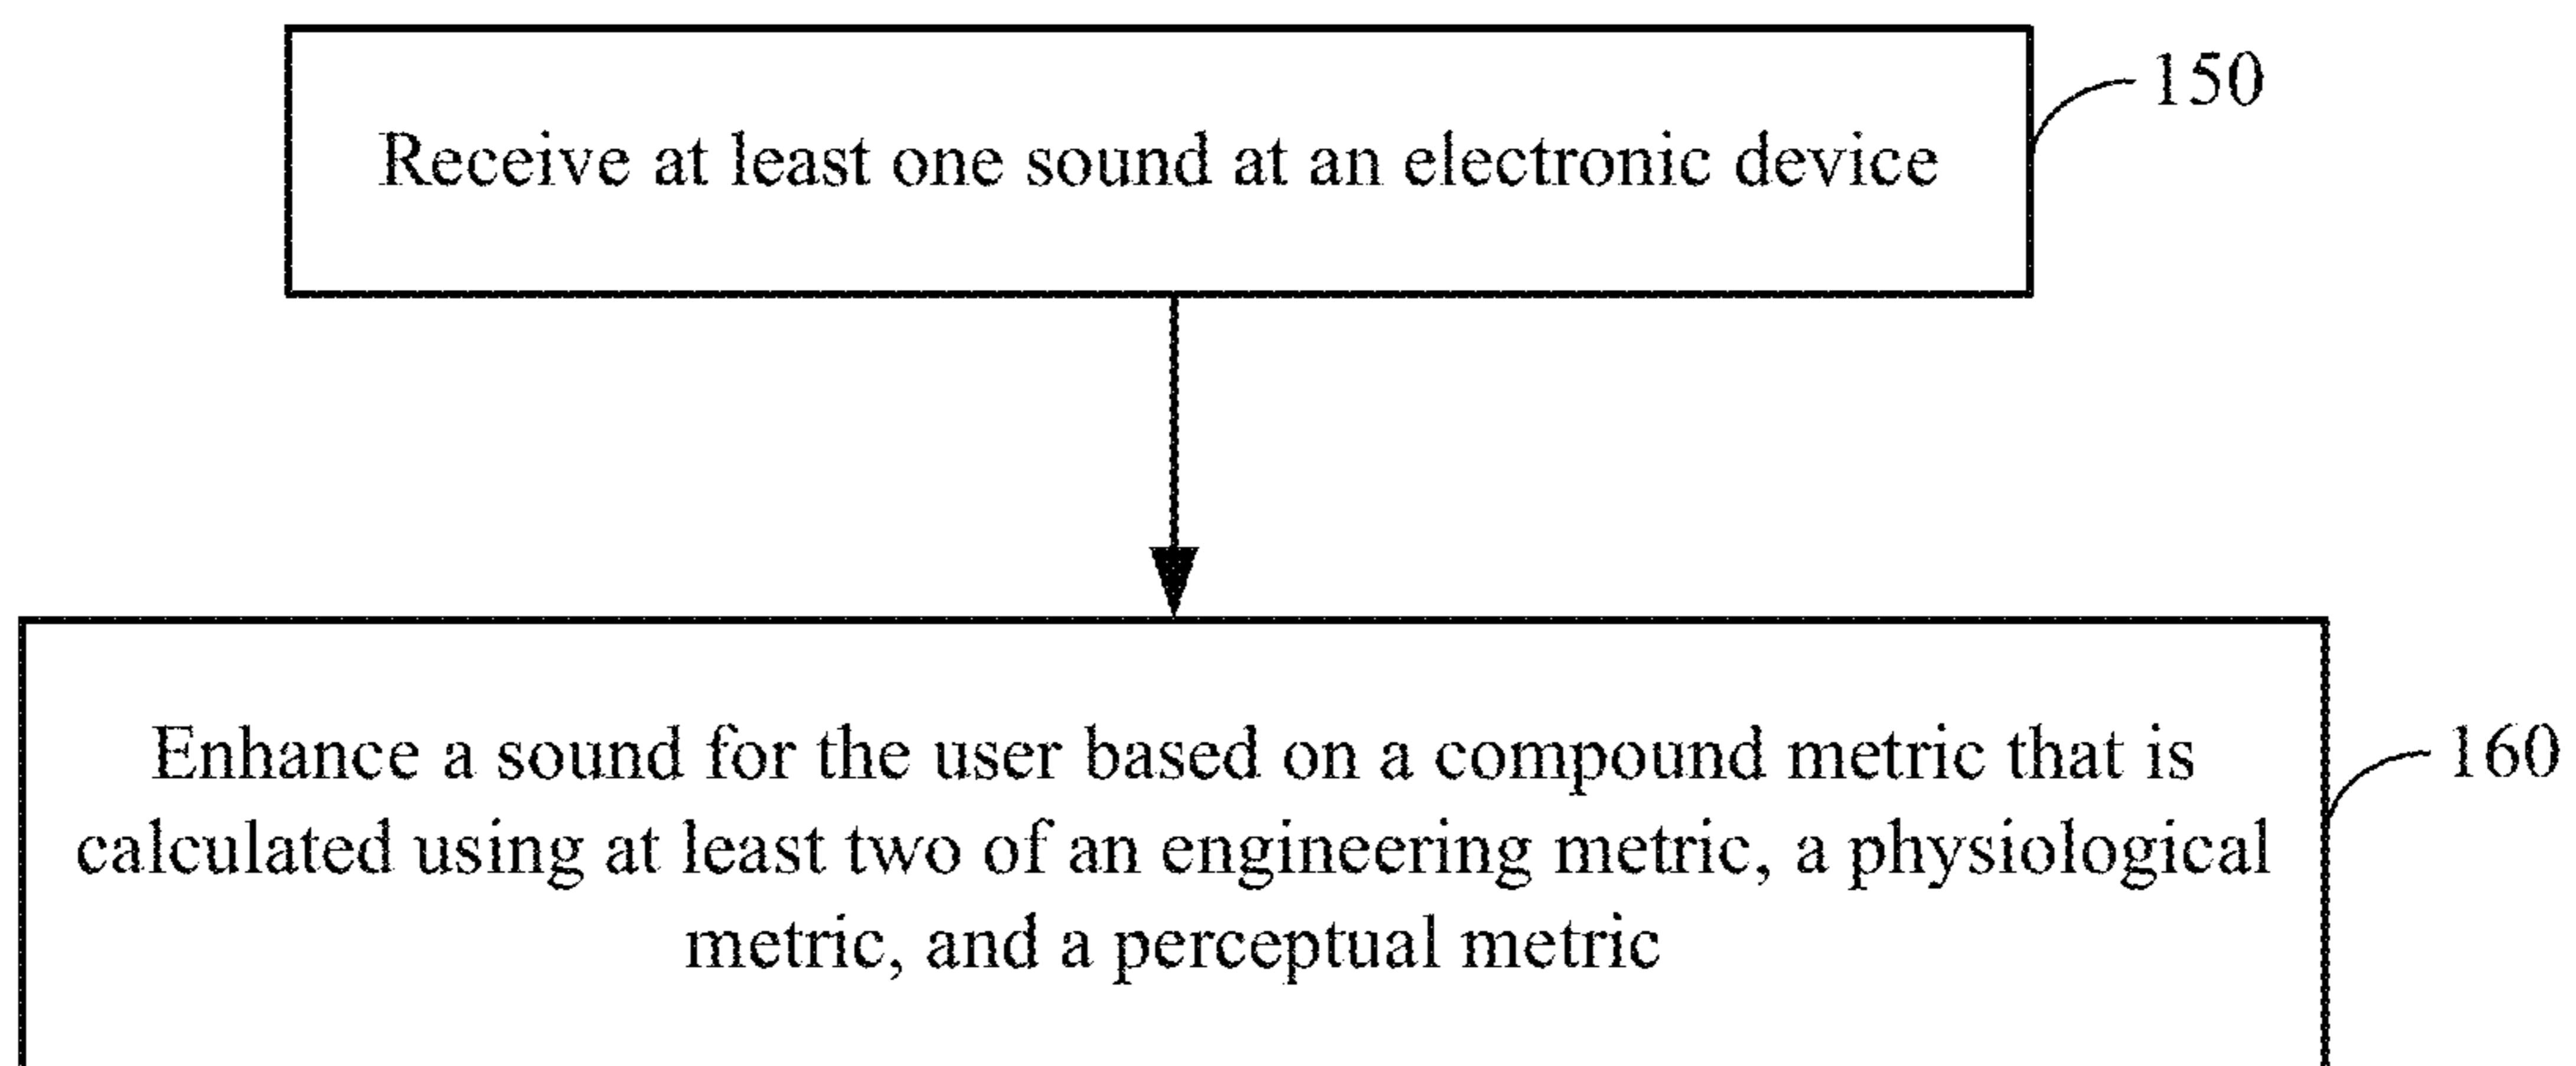 150
Receive at least one sound at an electronic device
Enhance a sound for the user based on a compound metric that is
160
calculated using at least two of an engineering metric, a physiological
metric, and a perceptual metric